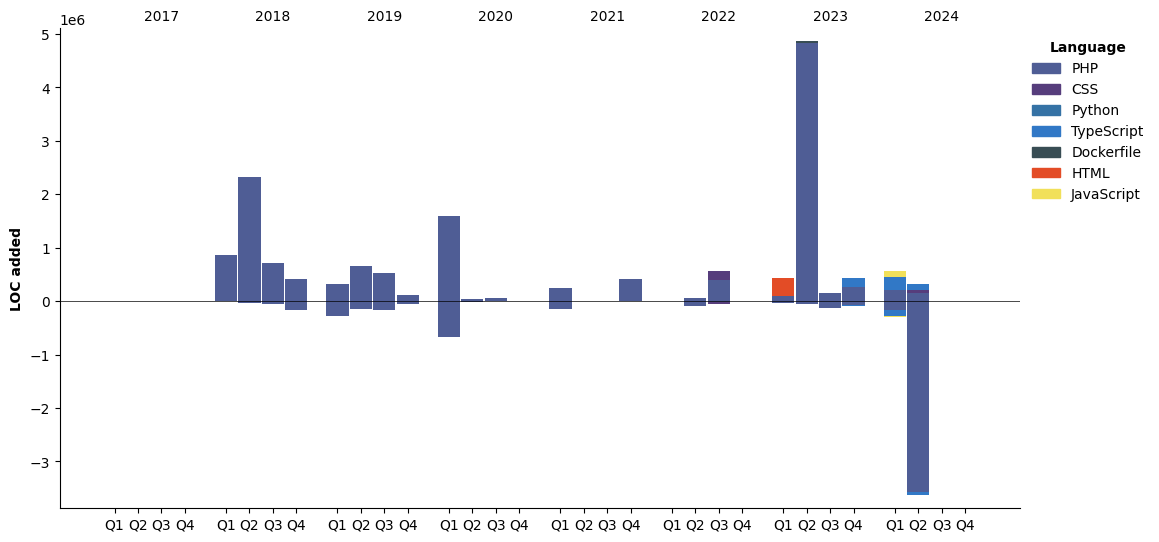 2017 2018 2019 2020 2021 2022 2023 2024
1e6
5
4
3
2
1
0
−1
−2
−3
LOC added
Q1 Q2 Q3 Q4 Q1 Q2 Q3 Q4 Q1 Q2 Q3 Q4 Q1 Q2 Q3 Q4 Q1 Q2 Q3 Q4 Q1 Q2 Q3 Q4 Q1 Q2 Q3 Q4 Q1 Q2 Q3 Q4
Language
PHP
CSS
Python
TypeScript
Dockerfile
HTML
JavaScript